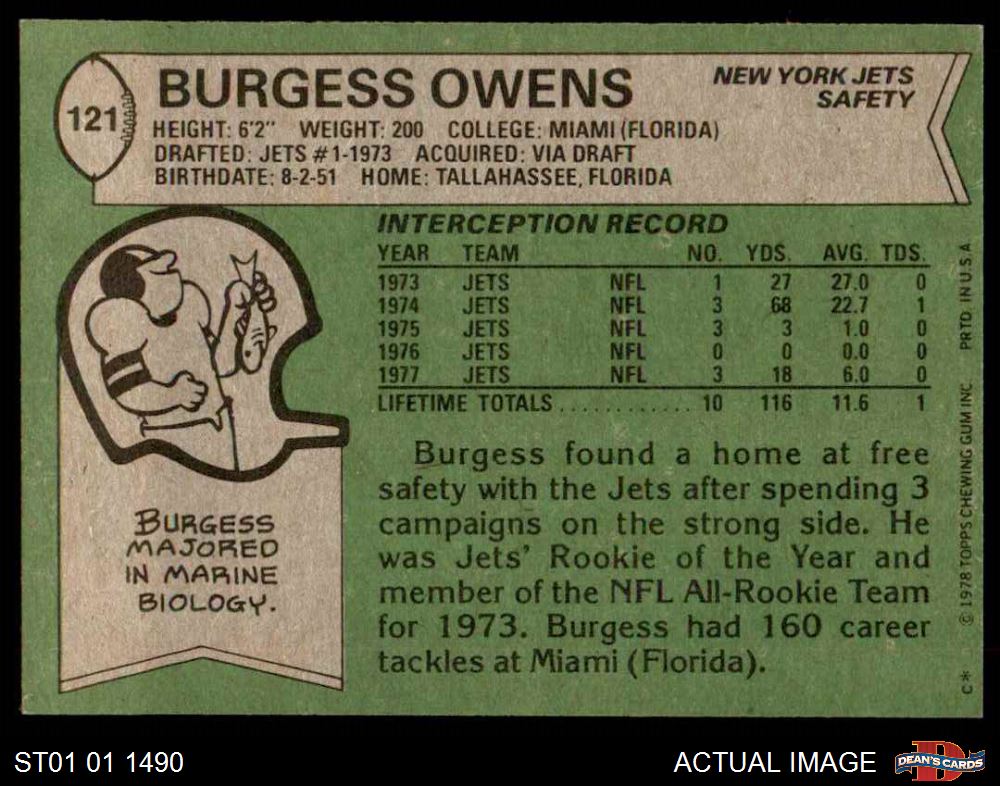 121
BURGESS OWENS
NEW YORK JETS
SAFETY
HEIGHT: 6'2" WEIGHT: 200 COLLEGE: MIAMI (FLORIDA)
DRAFTED: JETS #1-1973 ACQUIRED: VIA DRAFT
BIRTHDATE: 8-2-51 HOME: TALLAHASSEE, FLORIDA
INTERCEPTION RECORD
YEAR TEAM NO. YDS. AVG. TDS.
1973 JETS NFL 1 27 27.0 0
1974 JETS NFL 3 68 22.7 1
1975 JETS NFL 3 3 1.0 0
1976 JETS NFL 0 0 0.0 0
1977 JETS NFL 3 18 6.0 0
LIFETIME TOTALS............ 10 116 11.6 1
Burgess found a home at free
safety with the Jets after spending 3
campaigns on the strong side. He
was Jets' Rookie of the Year and
member of the NFL All-Rookie Team
for 1973. Burgess had 160 career
tackles at Miami (Florida).
BURGESS
MAJORED
IN MARINE
BIOLOGY.
C* © 1978 TOPPS CHEWING GUM INC PRTD. IN U.S.A
ST01 01 1490
ACTUAL IMAGE
D
DEAN'S CARDS